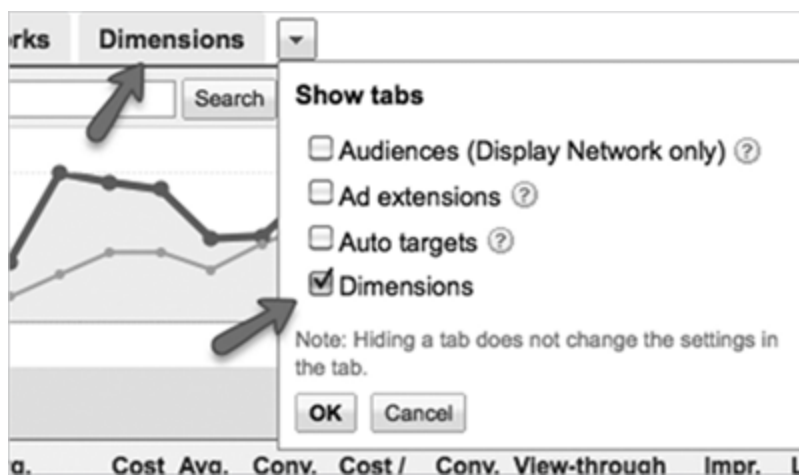 rks Dimensions
Search
Show tabs
Audiences (Display Network only) ?
Ad extensions ?
Auto targets ?
Dimensions
Note: Hiding a tab does not change the settings in
the tab.
OK Cancel
g. Cost Avg. Conv. Cost / Conv. View-through Impr.